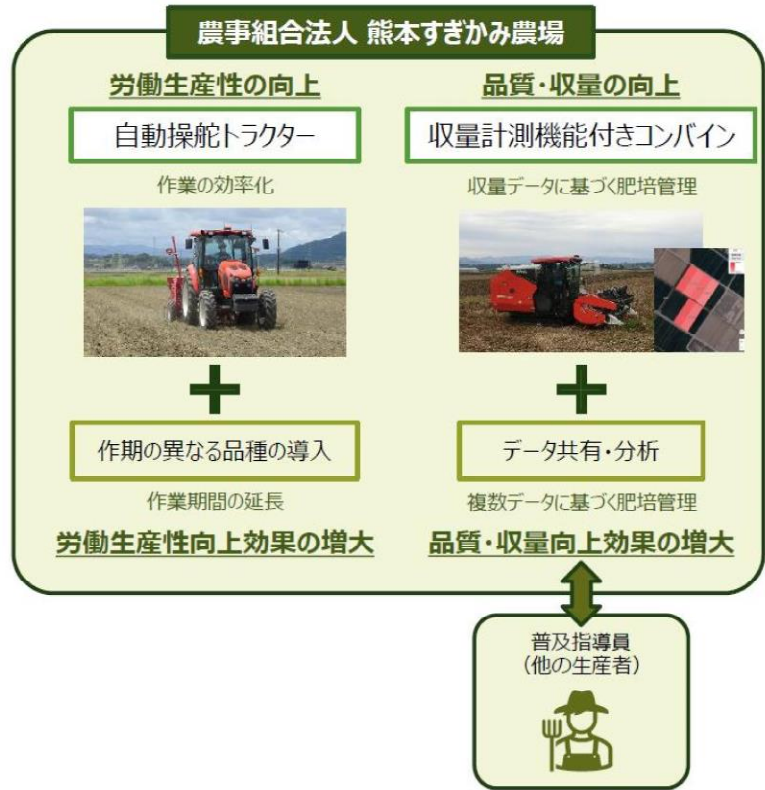 農事組合法人 熊本すぎかみ農場
労働生産性の向上
自動操舵トラクター
作業の効率化
作期の異なる品種の導入
作業期間の延長
労働生産性向上効果の増大
品質・収量の向上
収量計測機能付きコンバイン
収量データに基づく肥培管理
データ共有・分析
複数データに基づく肥培管理
品質・収量向上効果の増大
普及指導員
（他の生産者）